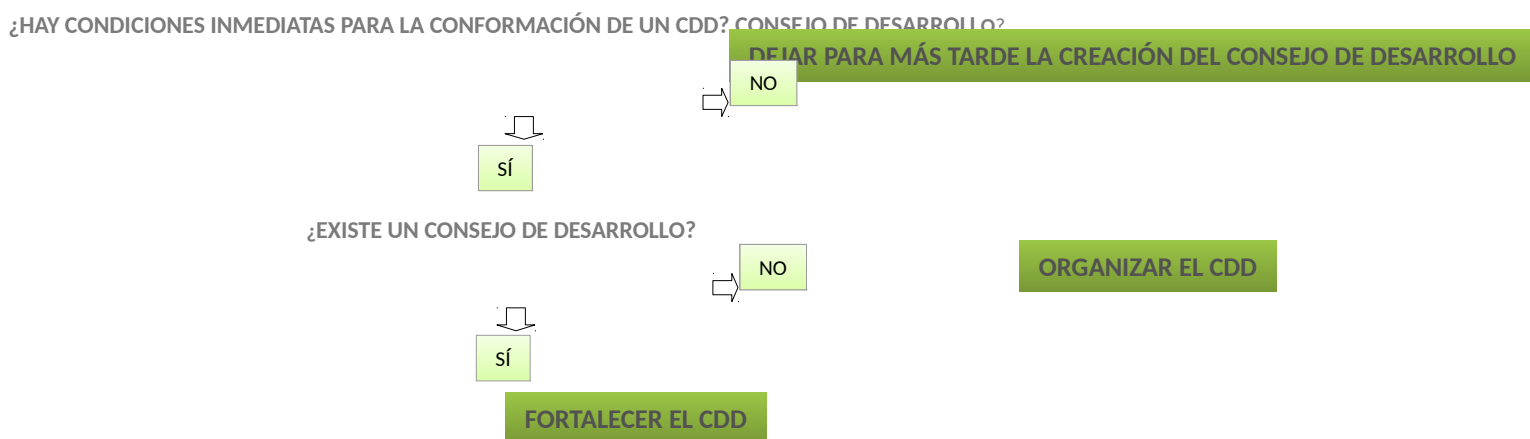 ¿HAY CONDICIONES INMEDIATAS PARA LA CONFORMACIÓN DE UN CDD? CONSEJO DE DESARROLLO?
DEJAR PARA MÁS TARDE LA CREACIÓN DEL CONSEJO DE DESARROLLO
NO
SÍ
¿EXISTE UN CONSEJO DE DESARROLLO?
NO
ORGANIZAR EL CDD
SÍ
FORTALECER EL CDD